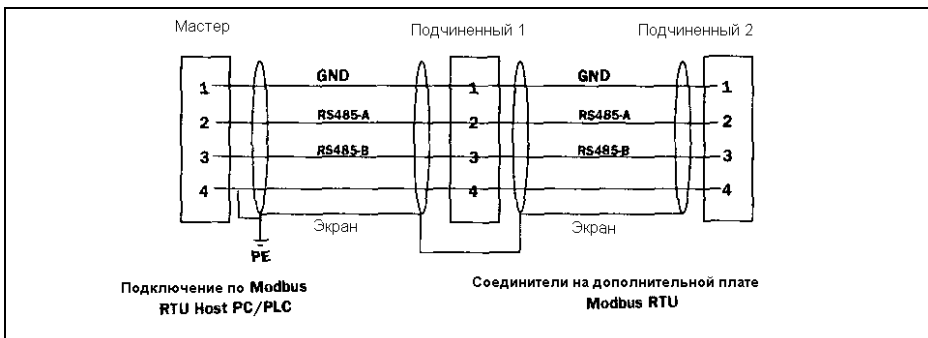 Мастер
Подчиненный 1
Подчиненный 2
GND
GND
1
1
1
RS485-A
RS485-A
2
2
2
RS485-B
RS485-B
3
3
3
4
4
4
Экран
Экран
PE
Подключение по Modbus
RTU Host PC/PLC
Соединители на дополнительной плате
Modbus RTU